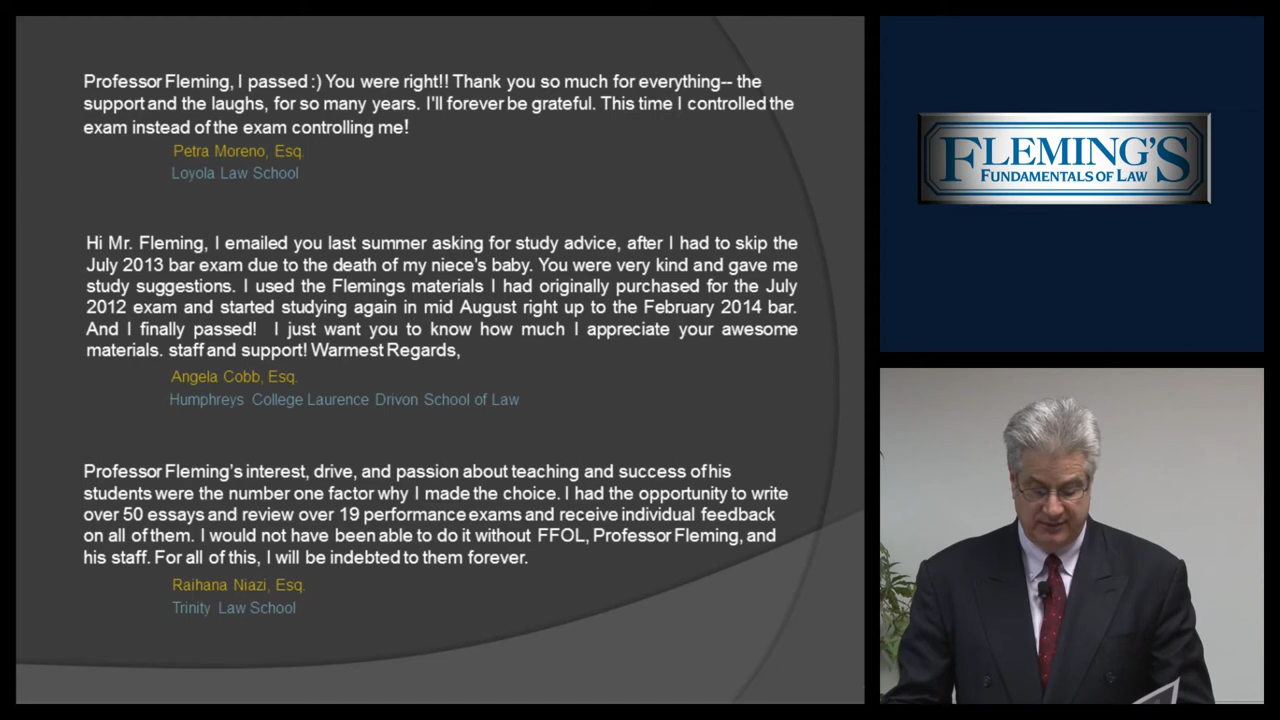 Professor Fleming, I passed :) You were right!! Thank you so much for everything-- the
support and the laughs, for so many years. I'll forever be grateful. This time I controlled the
exam instead of the exam controlling me!
Petra Moreno, Esq.
Loyola Law School
Hi Mr. Fleming, I emailed you last summer asking for study advice, after I had to skip the
July 2013 bar exam due to the death of my niece's baby. You were very kind and gave me
study suggestions. I used the Flemings materials I had originally purchased for the July
2012 exam and started studying again in mid August right up to the February 2014 bar.
And I finally passed! I just want you to know how much I appreciate your awesome
materials. staff and support! Warmest Regards,
Angela Cobb, Esq.
Humphreys College Laurence Drivon School of Law
Professor Fleming's interest, drive, and passion about teaching and success of his
students were the number one factor why I made the choice. I had the opportunity to write
over 50 essays and review over 19 performance exams and receive individual feedback
on all of them. I would not have been able to do it without FFOL, Professor Fleming, and
his staff. For all of this, I will be indebted to them forever.
Raihana Niazi, Esq.
Trinity Law School
FLEMING'S
FUNDAMENTALS OF LAW